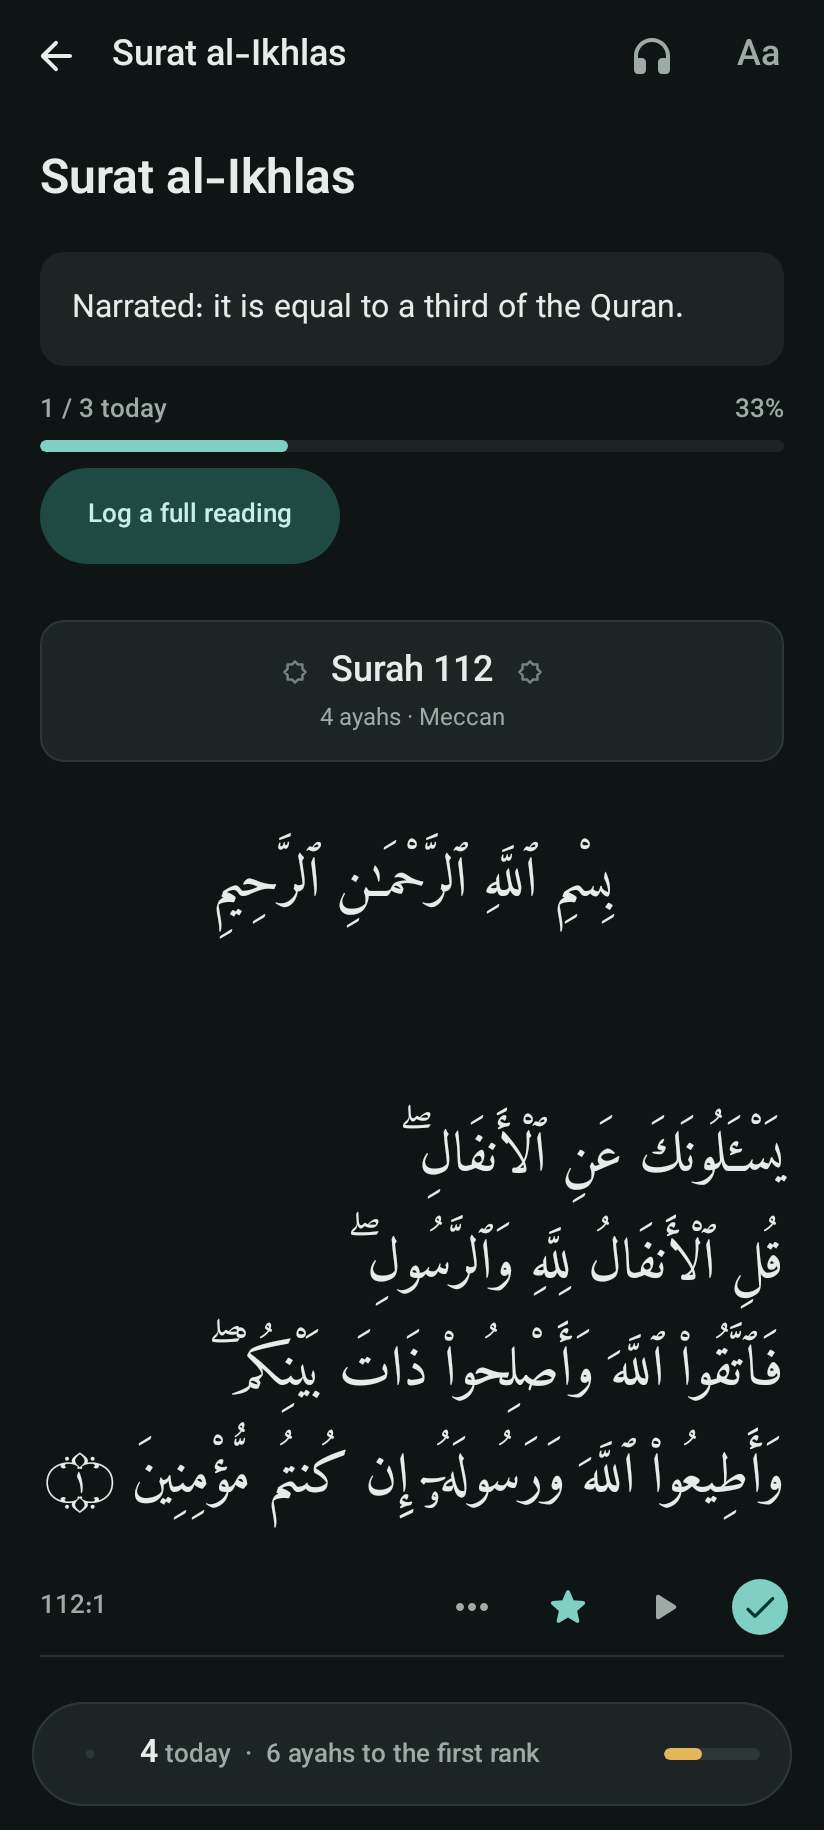 Surat al-Ikhlas
Aa
Surat al-Ikhlas
Narrated: it is equal to a third of the Quran.
1 / 3 today
33%
Log a full reading
Surah 112
4 ayahs · Meccan
بِسْمِ ٱللَّهِ ٱلرَّحْمَـٰنِ ٱلرَّحِيمِ
يَسْـَٔلُونَكَ عَنِ ٱلْأَنفَالِ ۖ
قُلِ ٱلْأَنفَالُ لِلَّهِ وَٱلرَّسُولِ ۖ
فَٱتَّقُوا۟ ٱللَّهَ وَأَصْلِحُوا۟ ذَاتَ بَيْنِكُمْ ۖ
وَأَطِيعُوا۟ ٱللَّهَ وَرَسُولَهُۥٓ إِن كُنتُم مُّؤْمِنِينَ ١
112:1
4 today · 6 ayahs to the first rank